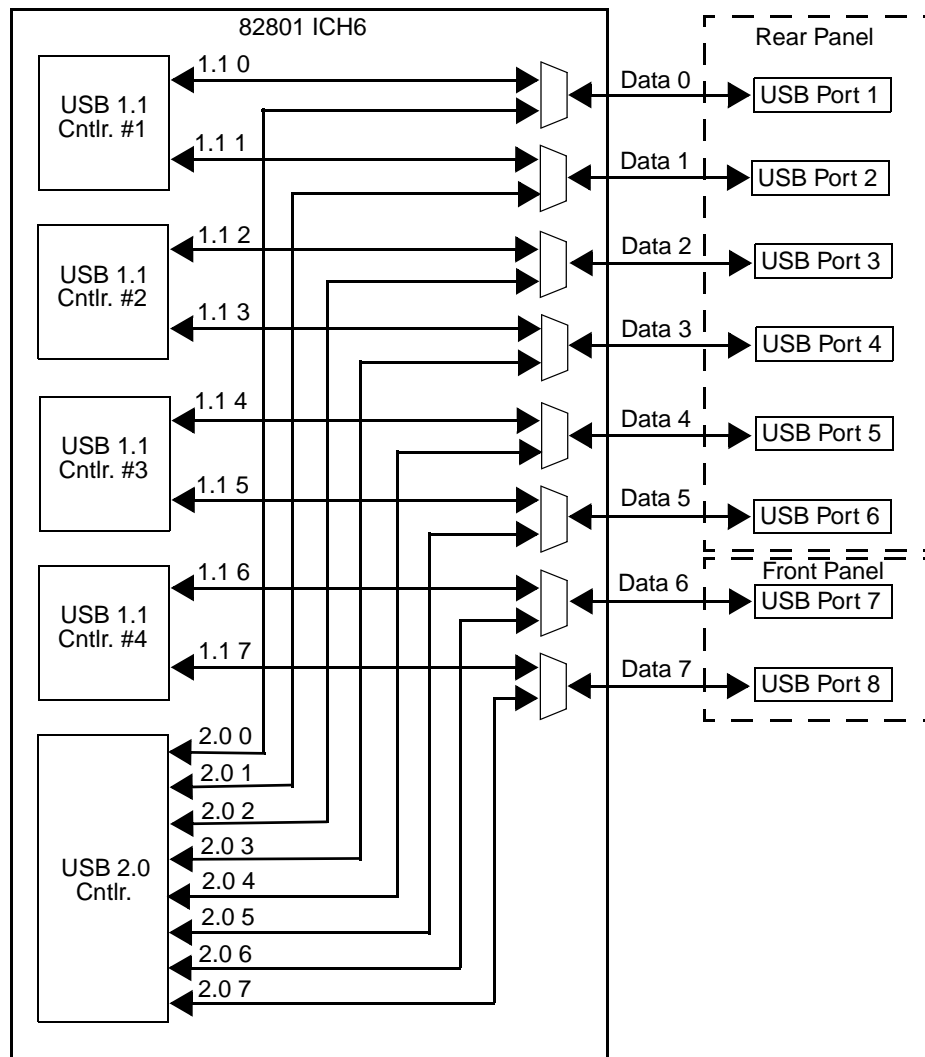 82801 ICH6
Rear Panel
USB 1.1
Cntlr. #1
1.1 0
Data 0
USB Port 1
1.1 1
Data 1
USB Port 2
USB 1.1
Cntlr. #2
1.1 2
Data 2
USB Port 3
1.1 3
Data 3
USB Port 4
USB 1.1
Cntlr. #3
1.1 4
Data 4
USB Port 5
1.1 5
Data 5
USB Port 6
Front Panel
USB 1.1
Cntlr. #4
1.1 6
Data 6
USB Port 7
1.1 7
Data 7
USB Port 8
USB 2.0
Cntlr.
2.0 0
2.0 1
2.0 2
2.0 3
2.0 4
2.0 5
2.0 6
2.0 7